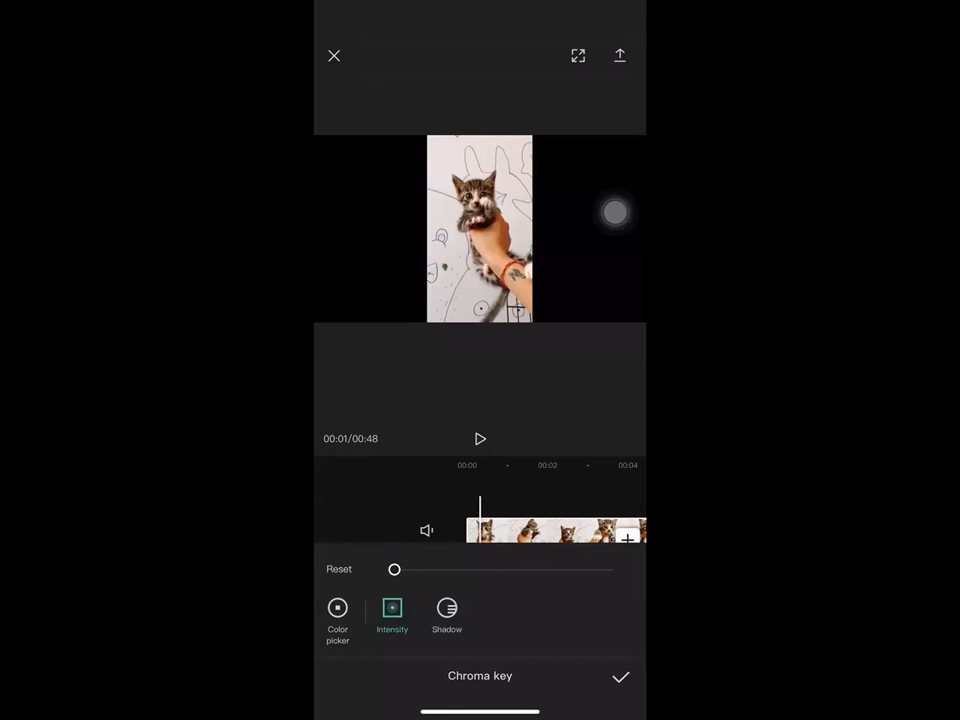 00:01/00:48
00:00
00:02
00:04
Reset
Color
picker
Intensity
Shadow
Chroma key